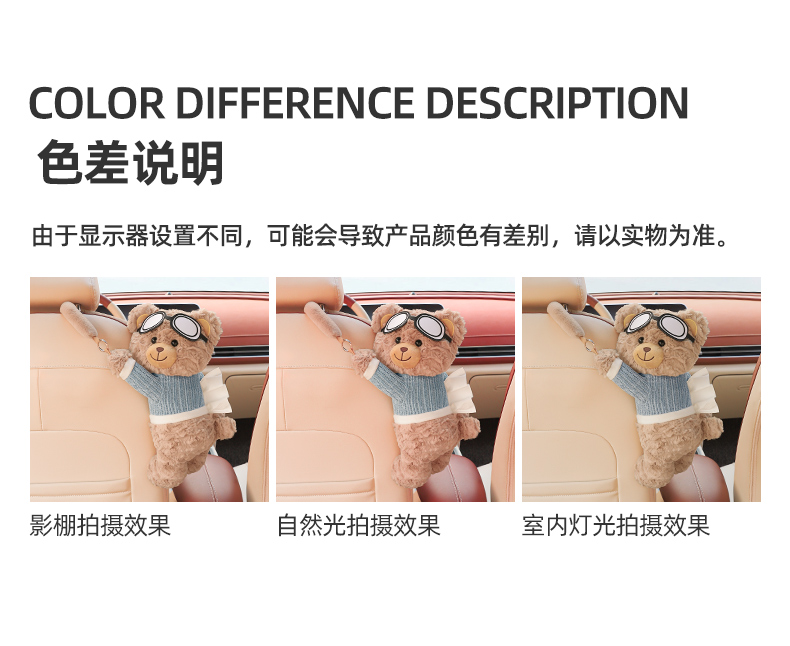 COLOR DIFFERENCE DESCRIPTION
色差说明
由于显示器设置不同，可能会导致产品颜色有差别，请以实物为准。
影棚拍摄效果
自然光拍摄效果
室内灯光拍摄效果